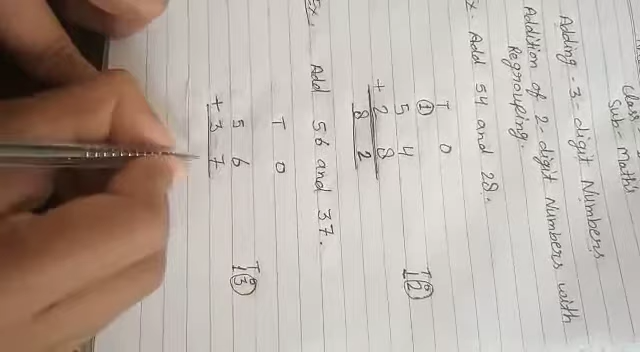 Class
Sub- Maths
Adding -3- digit Numbers
Addition of 2- digit Numbers with
Regrouping.
Ex. Add 54 and 28.
T O
1
5 4
+ 2 8
8 2
T O
1 2
Ex. Add 56 and 37.
T O
5 6
+ 3 7
T O
1 3